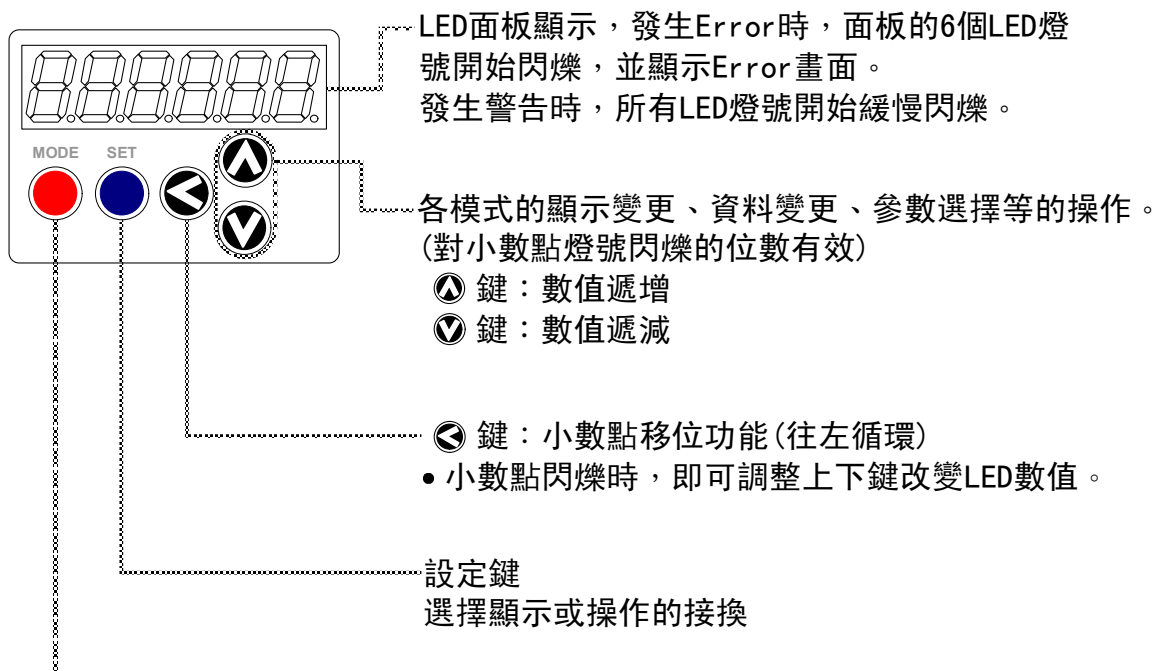 LED面板顯示，發生Error時，面板的6個LED燈
號開始閃爍，並顯示Error畫面。
發生警告時，所有LED燈號開始緩慢閃爍。
MODE SET
各模式的顯示變更、資料變更、參數選擇等的操作。
(對小數點燈號閃爍的位數有效)
鍵：數值遞增
鍵：數值遞減
鍵：小數點移位功能(往左循環)
• 小數點閃爍時，即可調整上下鍵改變LED數值。
設定鍵
選擇顯示或操作的接換